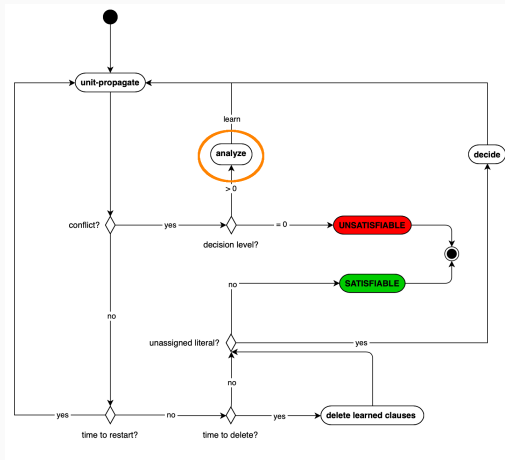 unit-propagate
learn
analyze
decide
> 0
conflict?
yes
= 0
UNSATISFIABLE
decision level?
no
SATISFIABLE
no
unassigned literal?
yes
no
yes
no
yes
delete learned clauses
time to restart?
time to delete?